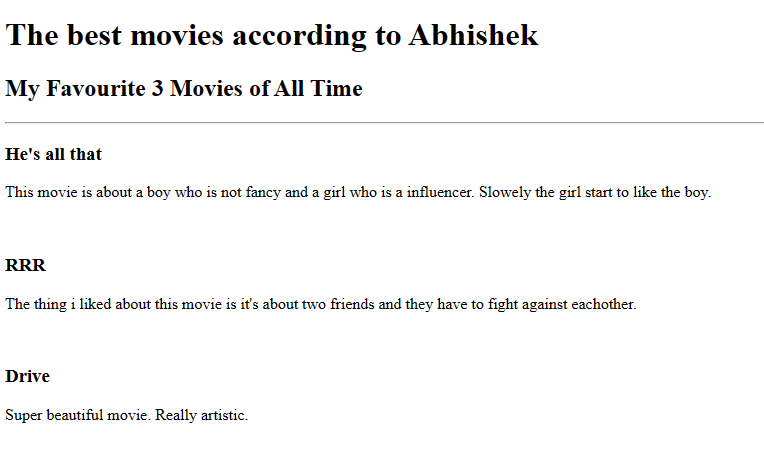 The best movies according to Abhishek
My Favourite 3 Movies of All Time
He's all that
This movie is about a boy who is not fancy and a girl who is a influencer. Slowely the girl start to like the boy.
RRR
The thing i liked about this movie is it's about two friends and they have to fight against eachother.
Drive
Super beautiful movie. Really artistic.